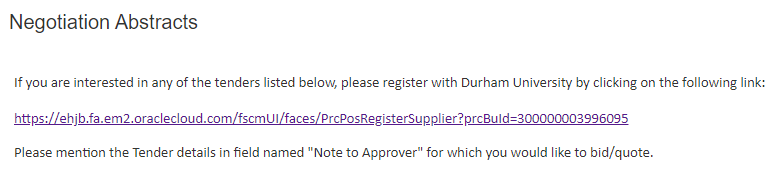 Negotiation Abstracts
If you are interested in any of the tenders listed below, please register with Durham University by clicking on the following link:
https://ehjb.fa.em2.oraclecloud.com/fscmUI/faces/PrcPosRegisterSupplier?prcBuId=300000003996095
Please mention the Tender details in field named "Note to Approver" for which you would like to bid/quote.